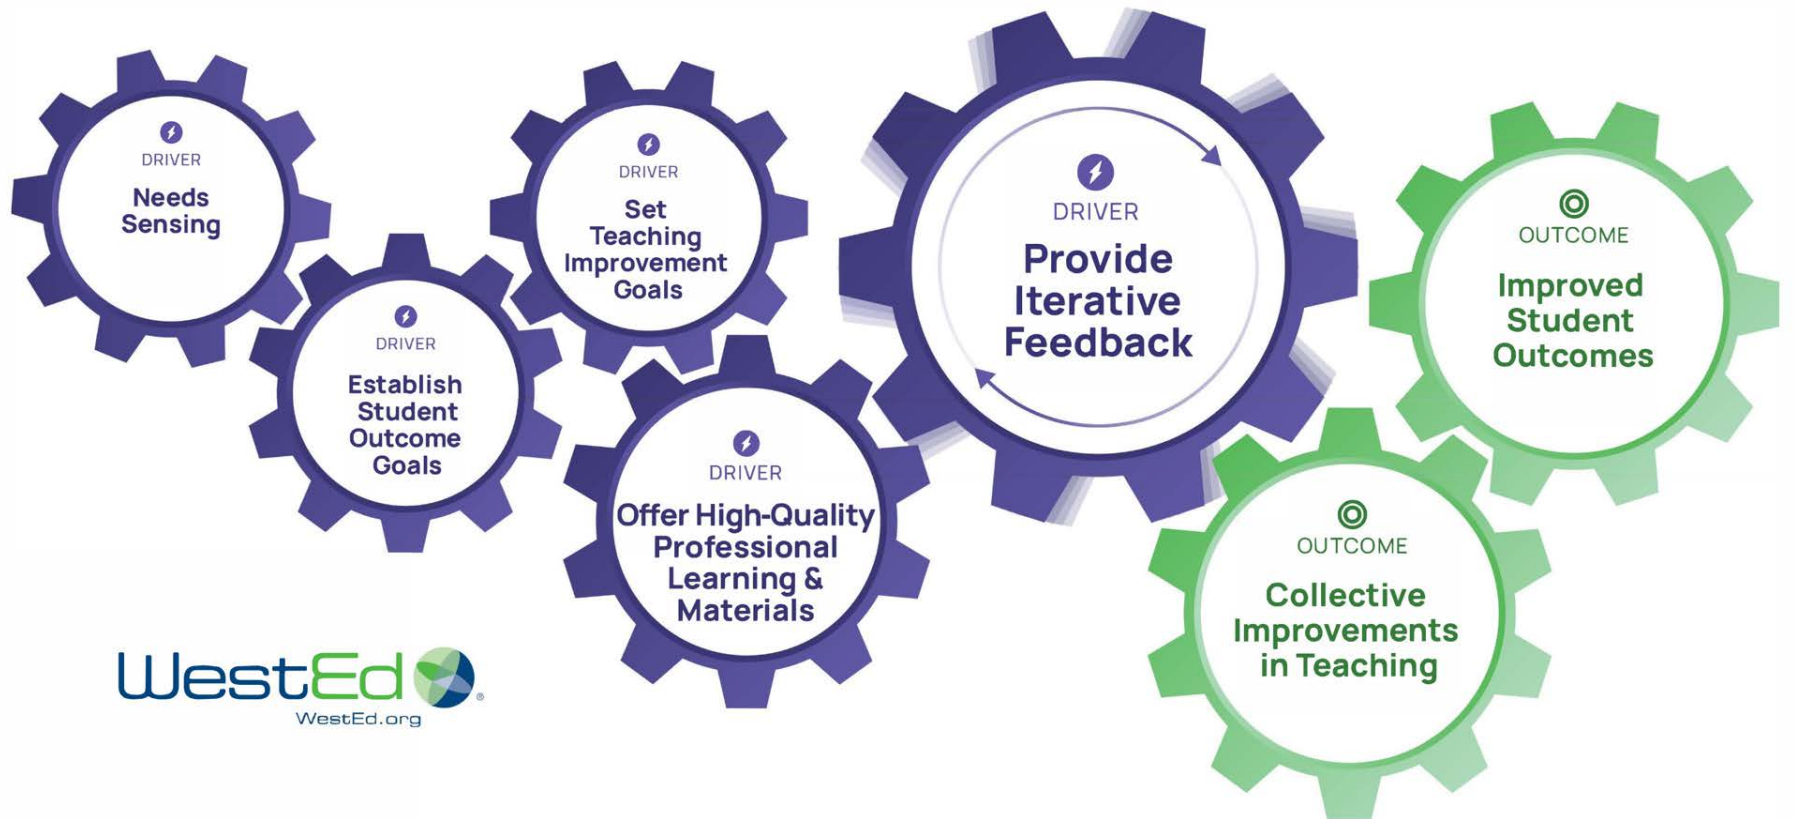 DRIVER
Needs
Sensing
DRIVER
Establish
Student
Outcome
Goals
DRIVER
Set
Teaching
Improvement
Goals
DRIVER
Offer High-Quality
Professional
Learning &
Materials
DRIVER
Provide
Iterative
Feedback
OUTCOME
Collective
Improvements
in Teaching
OUTCOME
Improved
Student
Outcomes
WestEd®
WestEd.org